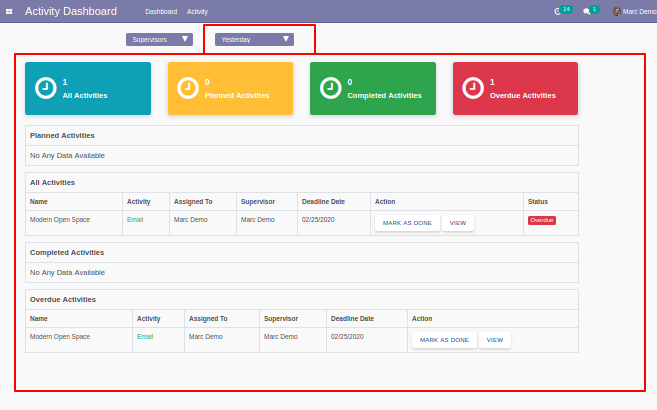 Activity Dashboard Dashboard Activity 14 1 Marc Demo
Supervisors Yesterday
1 0 0 1
All Activities Planned Activities Completed Activities Overdue Activities
Planned Activities
No Any Data Available
All Activities
Name Activity Assigned To Supervisor Deadline Date Action Status
Modern Open Space Email Marc Demo Marc Demo 02/25/2020 MARK AS DONE VIEW Overdue
Completed Activities
No Any Data Available
Overdue Activities
Name Activity Assigned To Supervisor Deadline Date Action
Modern Open Space Email Marc Demo Marc Demo 02/25/2020 MARK AS DONE VIEW